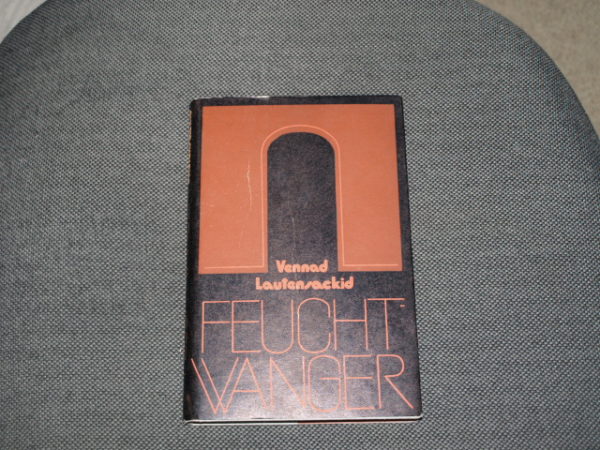 Vennad
Lautensackid
FEUCHT-
WANGER